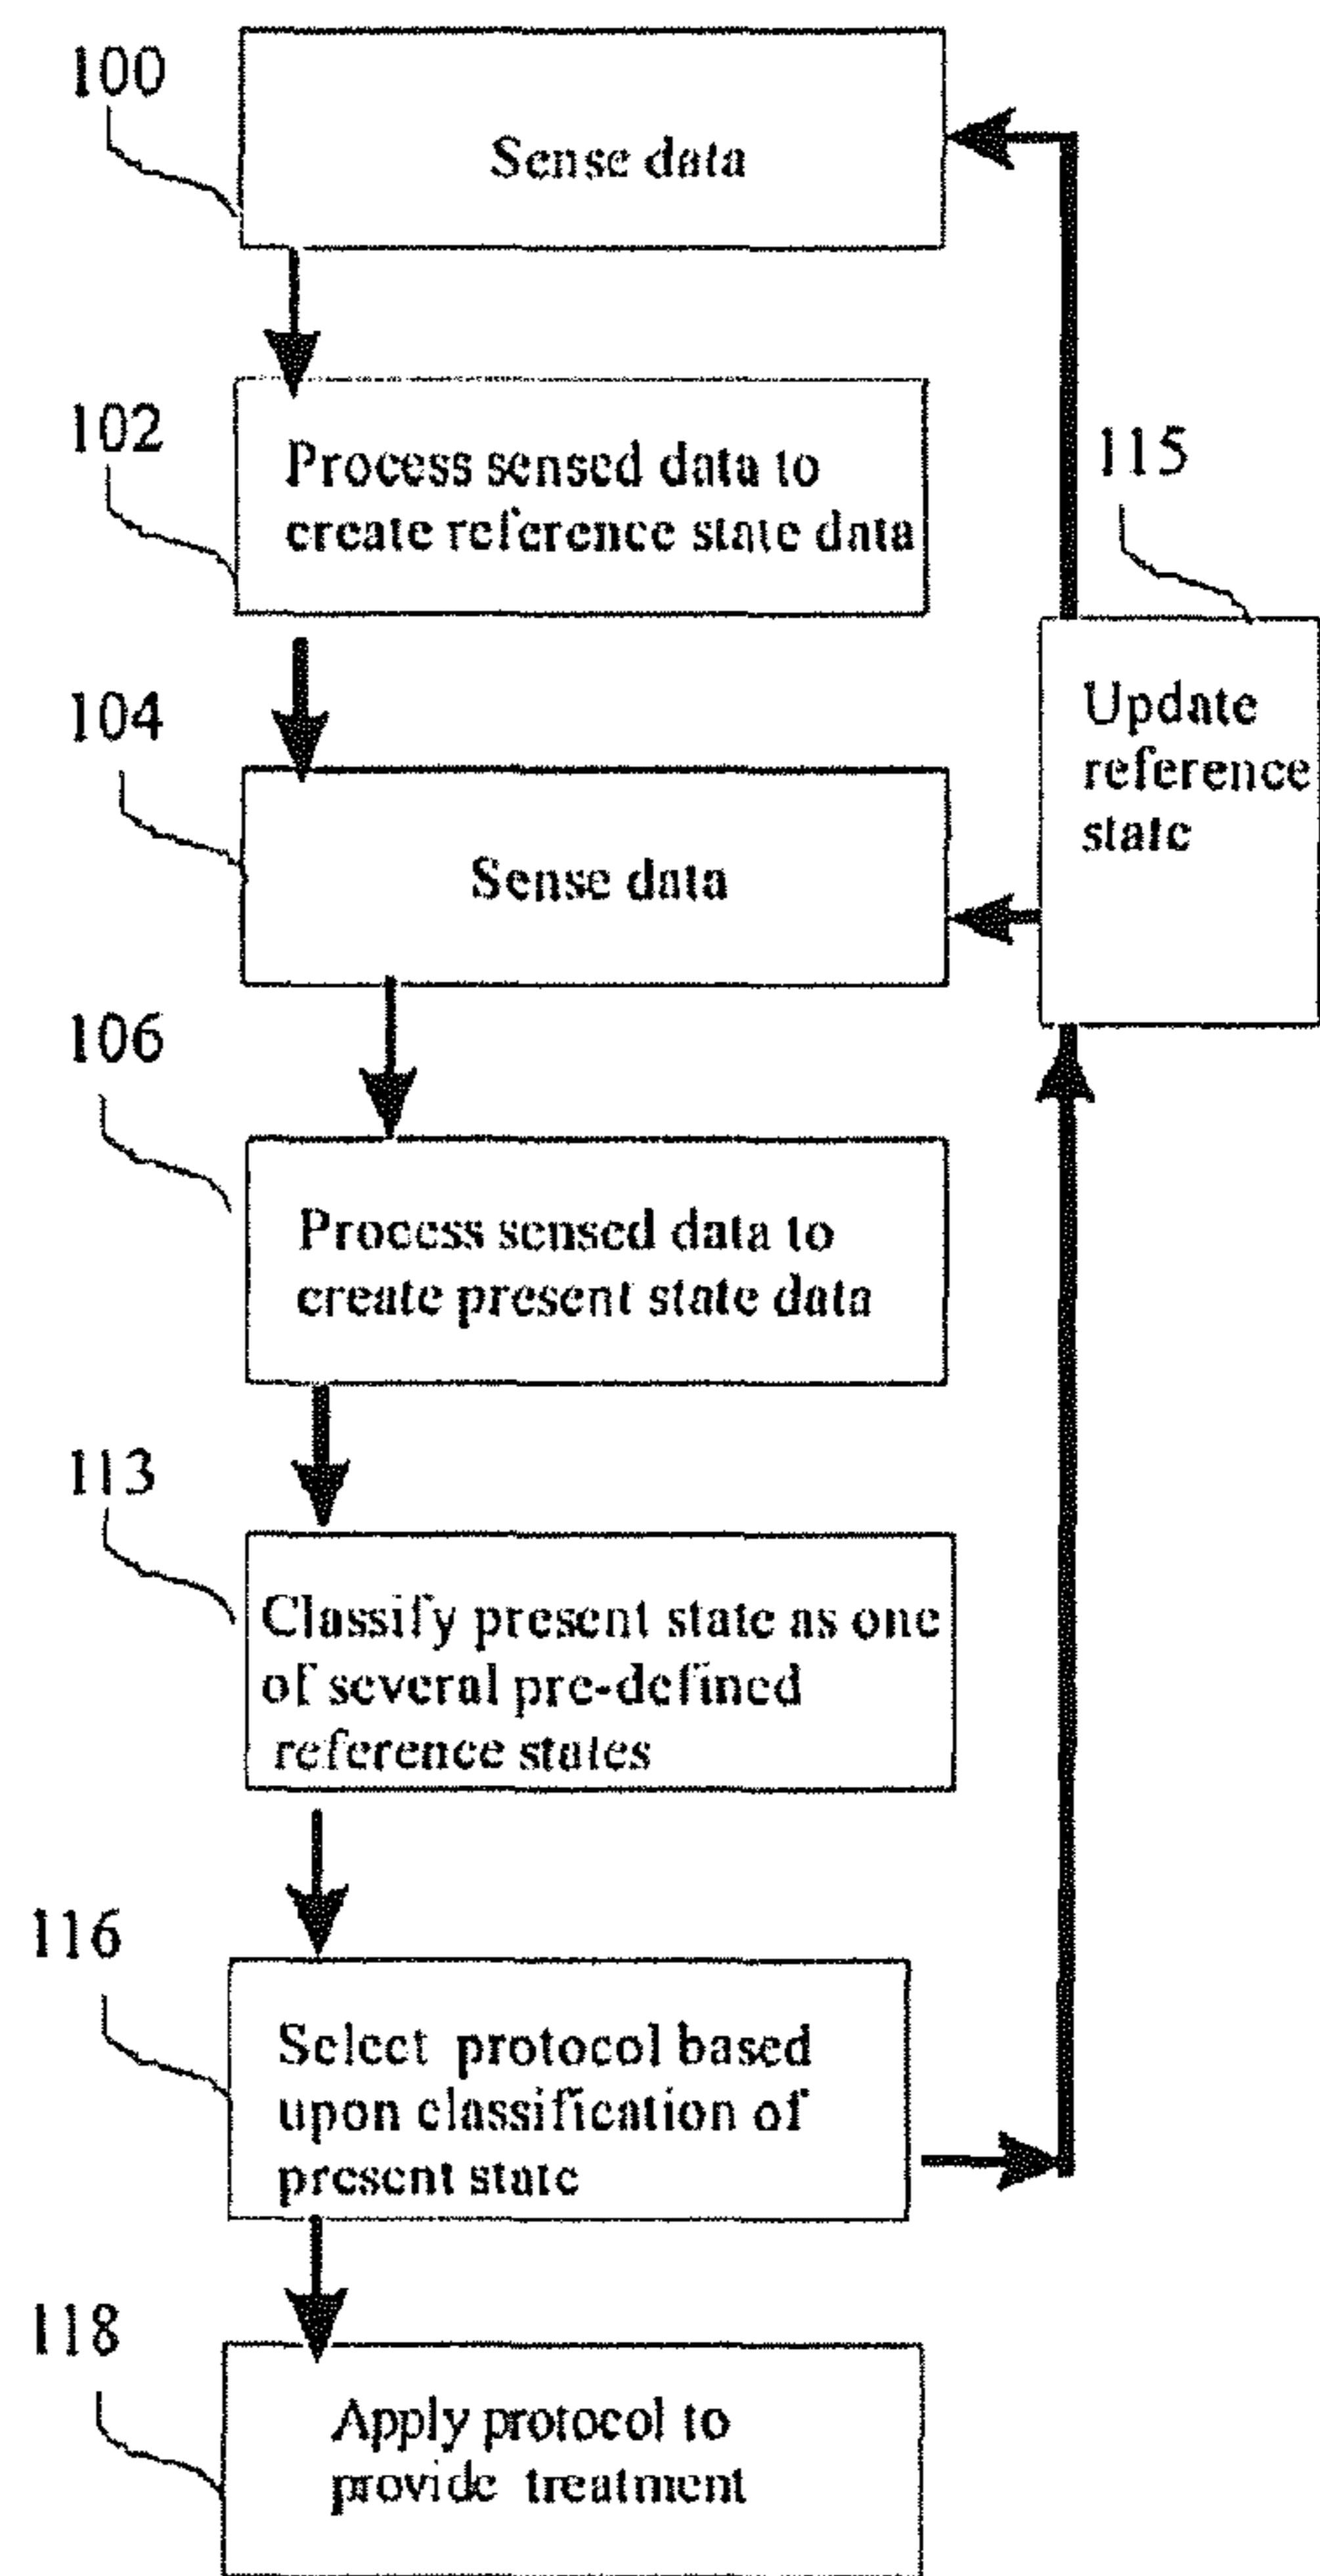 100
Sense data
102
Process sensed data to
create reference state data
115
Update
reference
state
104
Sense data
106
Process sensed data to
create present state data
113
Classify present state as one
of several pre-defined
reference states
116
Select protocol based
upon classification of
present state
118
Apply protocol to
provide treatment